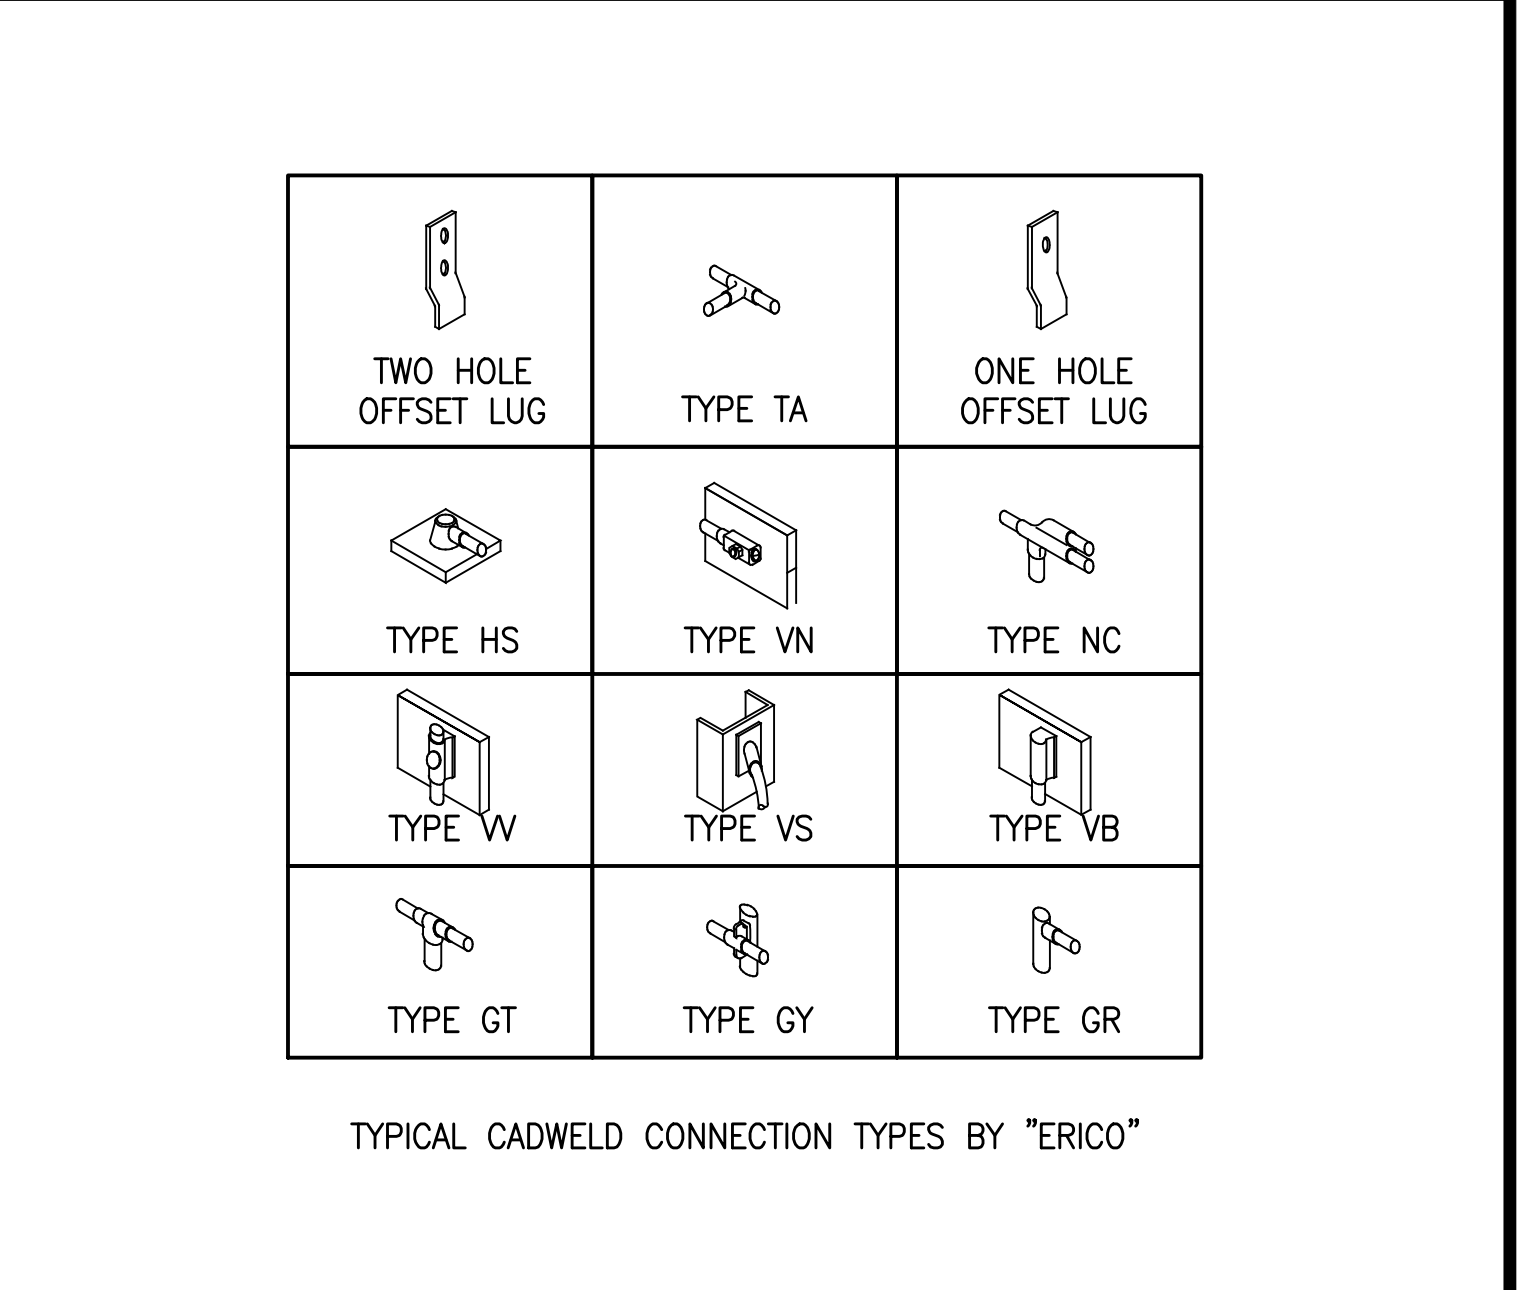 TWO HOLE
OFFSET LUG
TYPE TA
ONE HOLE
OFFSET LUG
TYPE HS
TYPE VN
TYPE NC
TYPE VV
TYPE VS
TYPE VB
TYPE GT
TYPE GY
TYPE GR
TYPICAL CADWELD CONNECTION TYPES BY "ERICO"